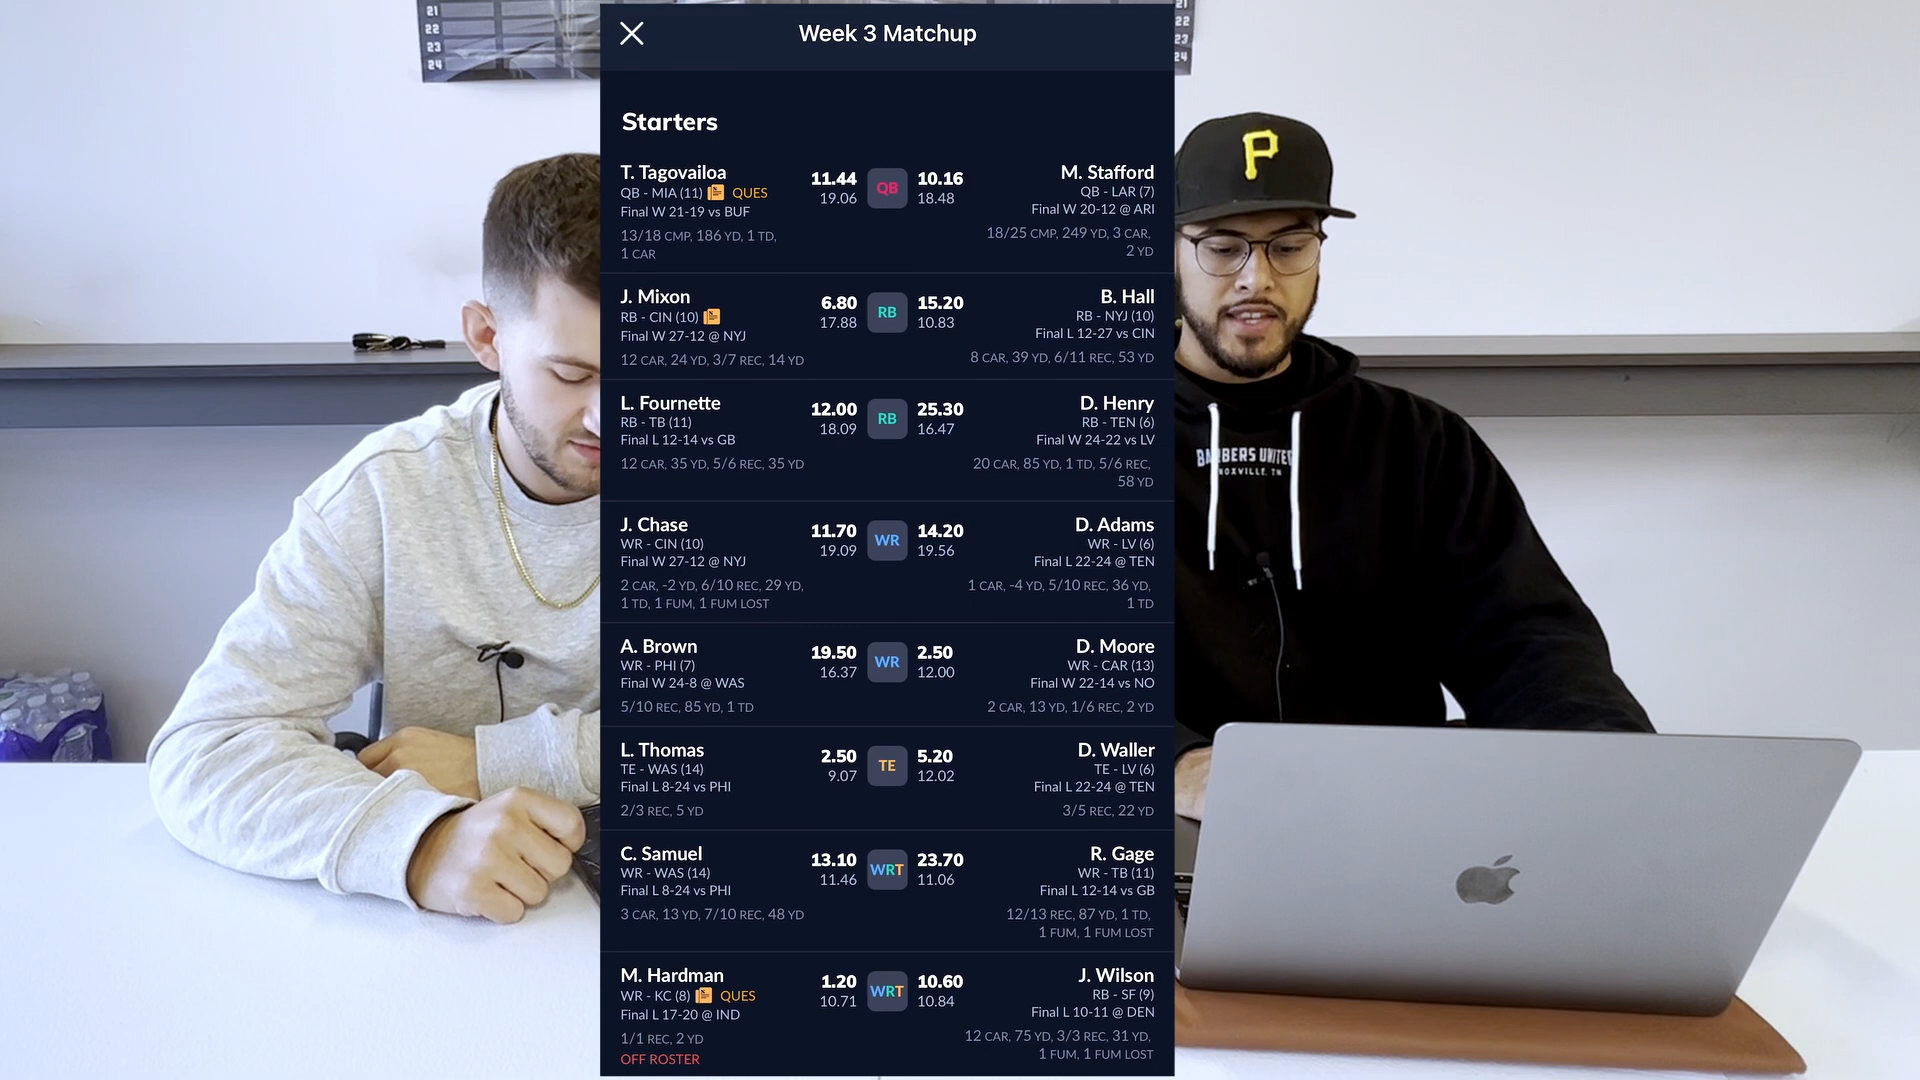 21
22
23
24
21
22
23
24
Week 3 Matchup
Starters
T. Tagovailoa 11.44 QB 10.16 M. Stafford
QB - MIA (11) QUES 19.06 18.48 QB - LAR (7)
Final W 21-19 vs BUF Final W 20-12 @ ARI
13/18 CMP, 186 YD, 1 TD, 18/25 CMP, 249 YD, 3 CAR,
1 CAR 2 YD
J. Mixon 6.80 RB 15.20 B. Hall
RB - CIN (10) 17.88 10.83 RB - NYJ (10)
Final W 27-12 @ NYJ Final L 12-27 vs CIN
12 CAR, 24 YD, 3/7 REC, 14 YD 8 CAR, 39 YD, 6/11 REC, 53 YD
L. Fournette 12.00 RB 25.30 D. Henry
RB - TB (11) 18.09 16.47 RB - TEN (6)
Final L 12-14 vs GB Final W 24-22 vs LV
12 CAR, 35 YD, 5/6 REC, 35 YD 20 CAR, 85 YD, 1 TD, 5/6 REC,
58 YD
J. Chase 11.70 WR 14.20 D. Adams
WR - CIN (10) 19.09 19.56 WR - LV (6)
Final W 27-12 @ NYJ Final L 22-24 @ TEN
2 CAR, -2 YD, 6/10 REC, 29 YD, 1 CAR, -4 YD, 5/10 REC, 36 YD,
1 TD, 1 FUM, 1 FUM LOST 1 TD
A. Brown 19.50 WR 2.50 D. Moore
WR - PHI (7) 16.37 12.00 WR - CAR (13)
Final W 24-8 @ WAS Final W 22-14 vs NO
5/10 REC, 85 YD, 1 TD 2 CAR, 13 YD, 1/6 REC, 2 YD
L. Thomas 2.50 TE 5.20 D. Waller
TE - WAS (14) 9.07 12.02 TE - LV (6)
Final L 8-24 vs PHI Final L 22-24 @ TEN
2/3 REC, 5 YD 3/5 REC, 22 YD
C. Samuel 13.10 WRT 23.70 R. Gage
WR - WAS (14) 11.46 11.06 WR - TB (11)
Final L 8-24 vs PHI Final L 12-14 vs GB
3 CAR, 13 YD, 7/10 REC, 48 YD 12/13 REC, 87 YD, 1 TD,
1 FUM, 1 FUM LOST
M. Hardman 1.20 WRT 10.60 J. Wilson
WR - KC (8) QUES 10.71 10.84 RB - SF (9)
Final L 17-20 @ IND Final L 10-11 @ DEN
1/1 REC, 2 YD 12 CAR, 75 YD, 3/3 REC, 31 YD,
OFF ROSTER 1 FUM, 1 FUM LOST
P
BARBERS UNITED
KNOXVILLE, TN